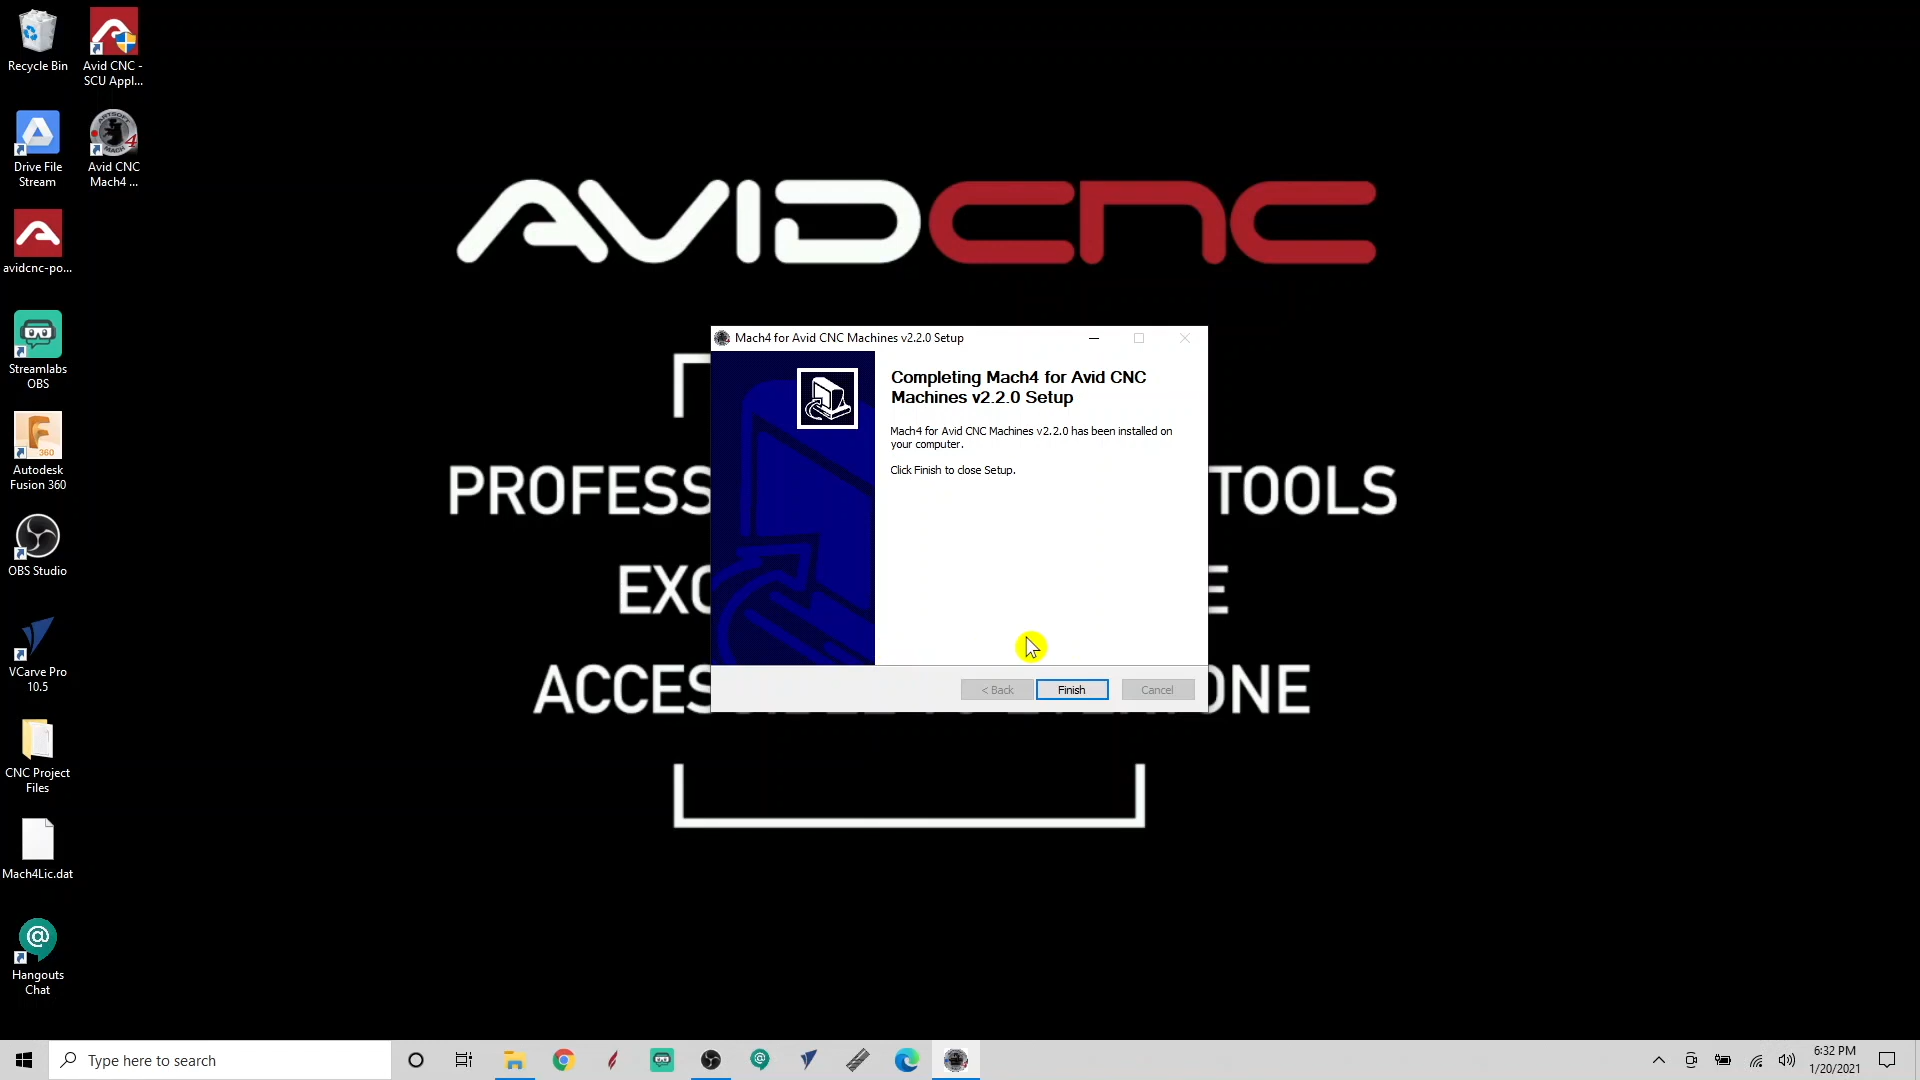 Recycle Bin
Avid CNC -
SCU Appl...
Drive File
Stream
Avid CNC
Mach4 ...
avidcnc-po...
Streamlabs
OBS
Autodesk
Fusion 360
OBS Studio
VCarve Pro
10.5
CNC Project
Files
Mach4Lic.dat
Hangouts
Chat
AVIDCNC
PROFESS
TOOLS
EXC
E
ACCES
ONE
Mach4 for Avid CNC Machines v2.2.0 Setup
Completing Mach4 for Avid CNC
Machines v2.2.0 Setup
Mach4 for Avid CNC Machines v2.2.0 has been installed on
your computer.
Click Finish to close Setup.
< Back
Finish
Cancel
Type here to search
6:32 PM
1/20/2021